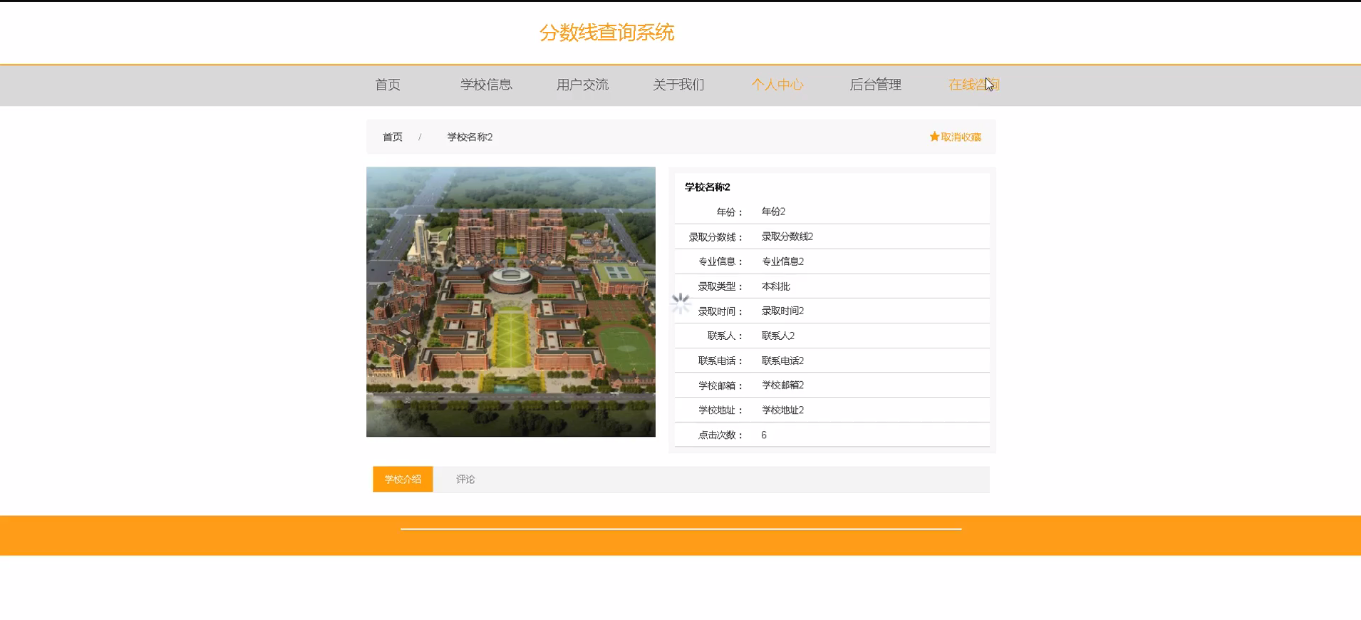 分数线查询系统
首页 学校信息 用户交流 关于我们 个人中心 后台管理 在线咨询
首页 / 学校名称2 ★取消收藏
学校名称2
年份： 年份2
录取分数线： 录取分数线2
专业信息： 专业信息2
录取类型： 本科批
录取时间： 录取时间2
联系人： 联系人2
联系电话： 联系电话2
学校邮箱： 学校邮箱2
学校地址： 学校地址2
点击次数： 6
学校介绍 评论